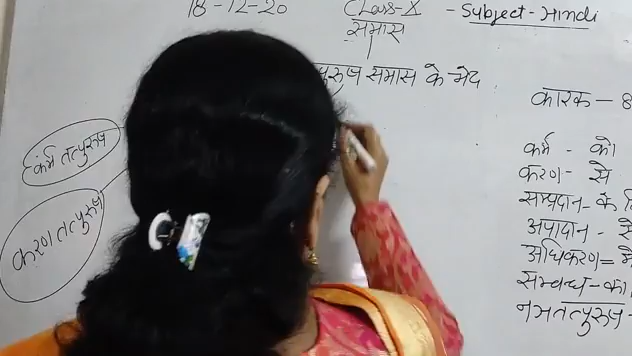 18-12-20 Class-X - Subject-Hindi
समास
समास के भेद
कर्म तत्पुरुष
करण तत्पुरुष
कारक - 8
कर्म - को
करण - से
सम्प्रदान - के
अपादान - से
अधिकरण = में
सम्बन्ध - का
नञ तत्पुरुष -